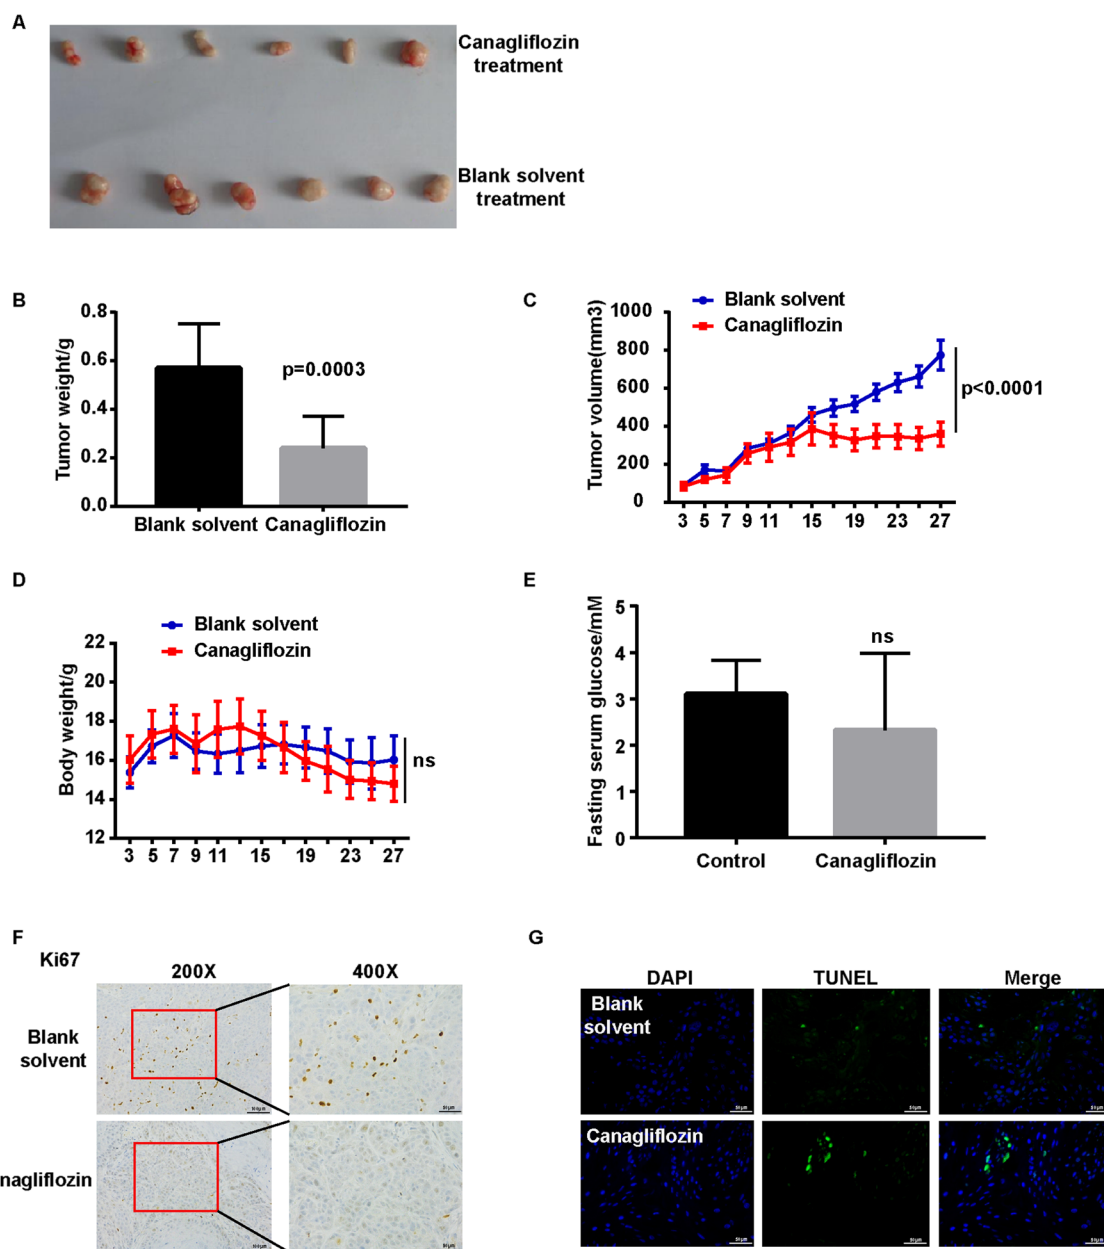 A
Canagliflozin
treatment
Blank solvent
treatment
B
Tumor weight/g
0.8
0.6
0.4
0.2
0.0
p=0.0003
Blank solvent
Canagliflozin
C
Tumor volume(mm3)
Blank solvent
Canagliflozin
1000
800
600
400
200
0
p<0.0001
3 5 7 9 11 15 19 23 27
D
Body weight/g
Blank solvent
Canagliflozin
22
20
18
16
14
12
ns
3 5 7 9 11 15 19 23 27
E
Fasting serum glucose/mM
5
4
3
2
1
0
ns
Control
Canagliflozin
F
Ki67
200X
400X
Blank
solvent
nagliflozin
G
DAPI
TUNEL
Merge
Blank
solvent
Canagliflozin